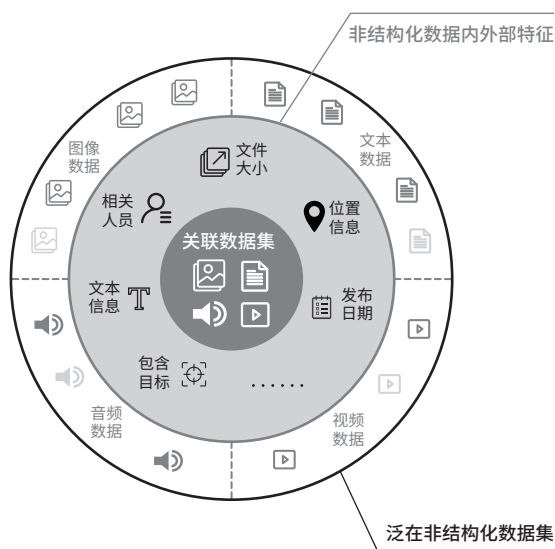 非结构化数据内外部特征
图像
数据
文本
数据
文件
大小
相关
人员
位置
信息
关联数据集
文本
信息
发布
日期
包含
目标
......
音频
数据
视频
数据
泛在非结构化数据集